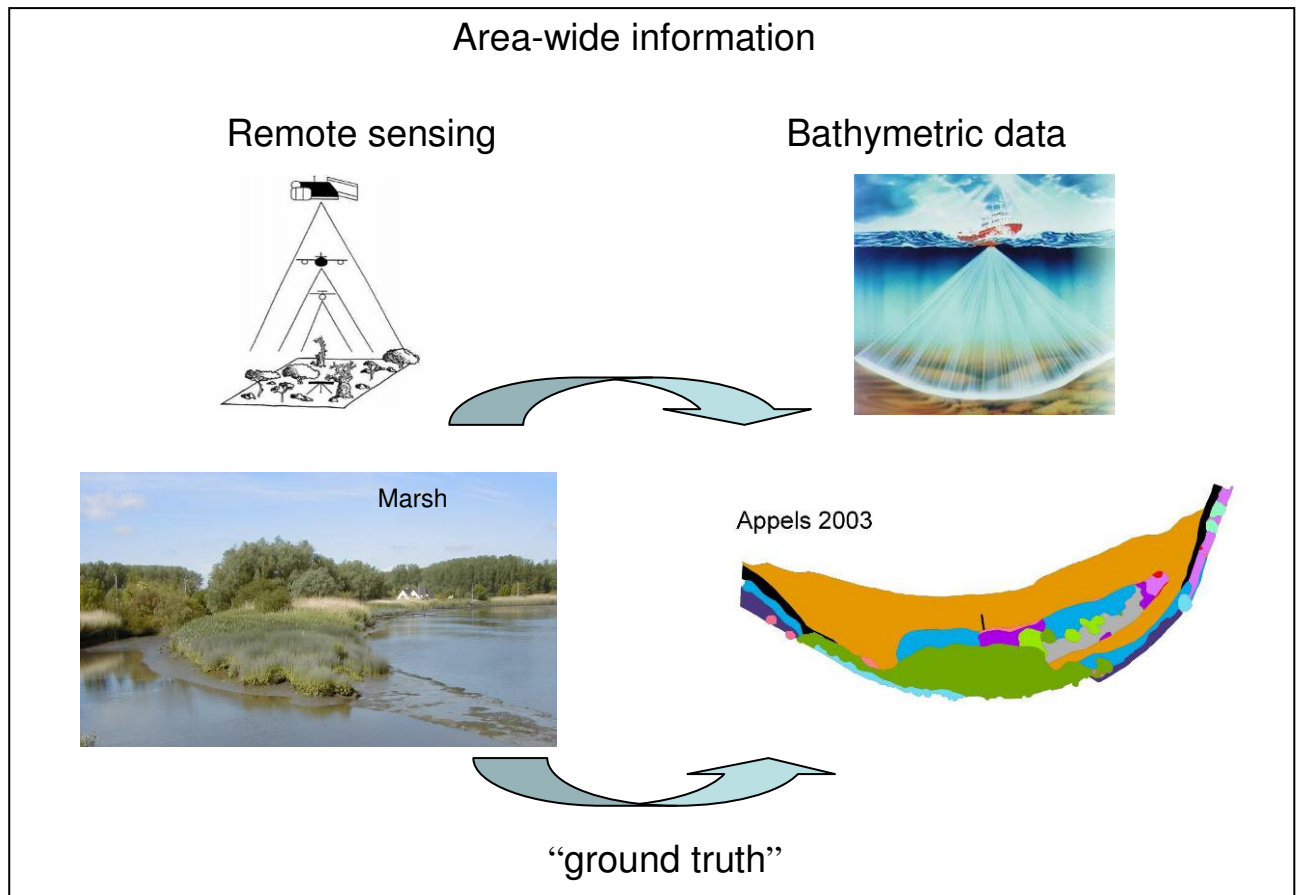 Area-wide information
Remote sensing
Bathymetric data
Marsh
Appels 2003
“ground truth”